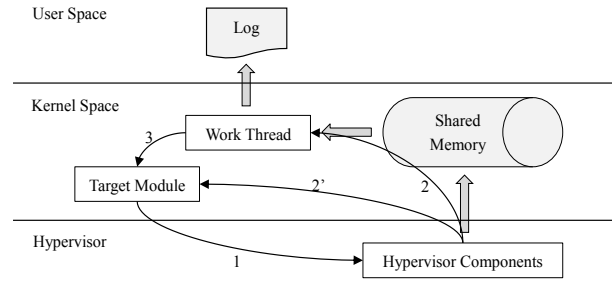 User Space
Log
Kernel Space
Shared
Memory
Work Thread
3
Target Module
2
2’
Hypervisor
1
Hypervisor Components